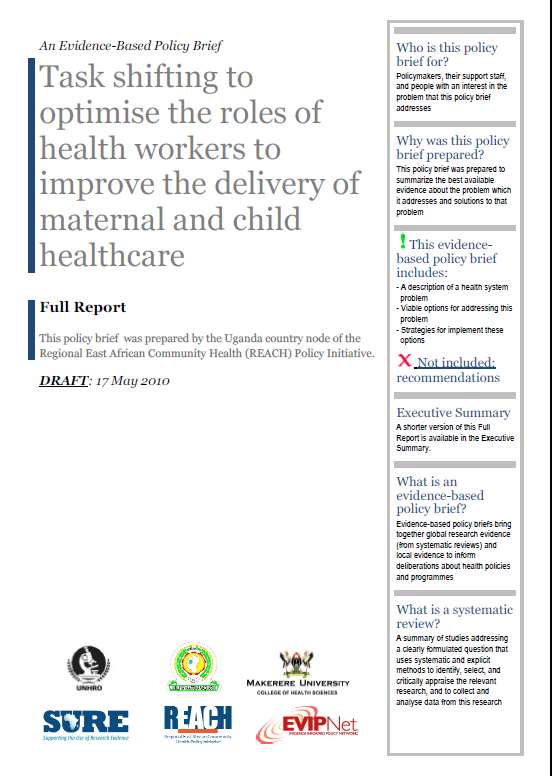 An Evidence-Based Policy Brief
Task shifting to
optimise the roles of
health workers to
improve the delivery of
maternal and child
healthcare
Full Report
This policy brief was prepared by the Uganda country node of the
Regional East African Community Health (REACH) Policy Initiative.
DRAFT: 17 May 2010
Who is this policy
brief for?
Policymakers, their support staff,
and people with an interest in the
problem that this policy brief
addresses
Why was this policy
brief prepared?
This policy brief was prepared to
summarize the best available
evidence about the problem which
it addresses and solutions to that
problem
! This evidence-
based policy brief
includes:
- A description of a health system
problem
- Viable options for addressing this
problem
- Strategies for implement these
options
X Not included:
recommendations
Executive Summary
A shorter version of this Full
Report is available in the Executive
Summary.
What is an
evidence-based
policy brief?
Evidence-based policy briefs bring
together global research evidence
(from systematic reviews) and
local evidence to inform
deliberations about health policies
and programmes
What is a systematic
review?
A summary of studies addressing
a clearly formulated question that
uses systematic and explicit
methods to identify, select, and
critically appraise the relevant
research, and to collect and
analyse data from this research
UNHRO
MAKERERE UNIVERSITY
COLLEGE OF HEALTH SCIENCES
SURE
Supporting the Use of Research Evidence
REACH
Regional East African Community
Health Policy Initiative
EVIPNet
EVIDENCE-INFORMED POLICY NETWORK